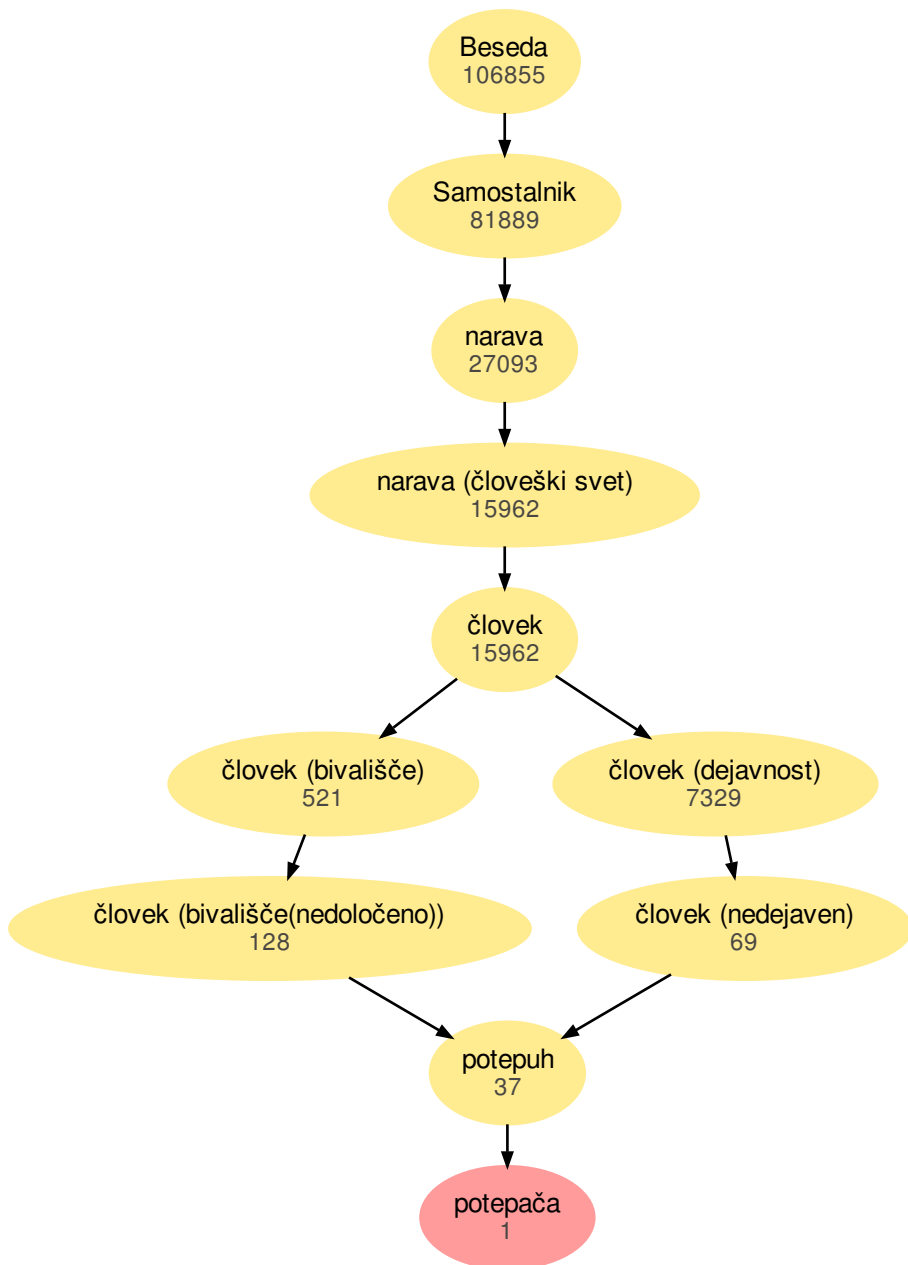 Beseda
106855
Samostalnik
81889
narava
27093
narava (človeški svet)
15962
človek
15962
človek (bivališče)
521
človek (dejavnost)
7329
človek (bivališče(nedoločeno))
128
človek (nedejaven)
69
potepuh
37
potepača
1